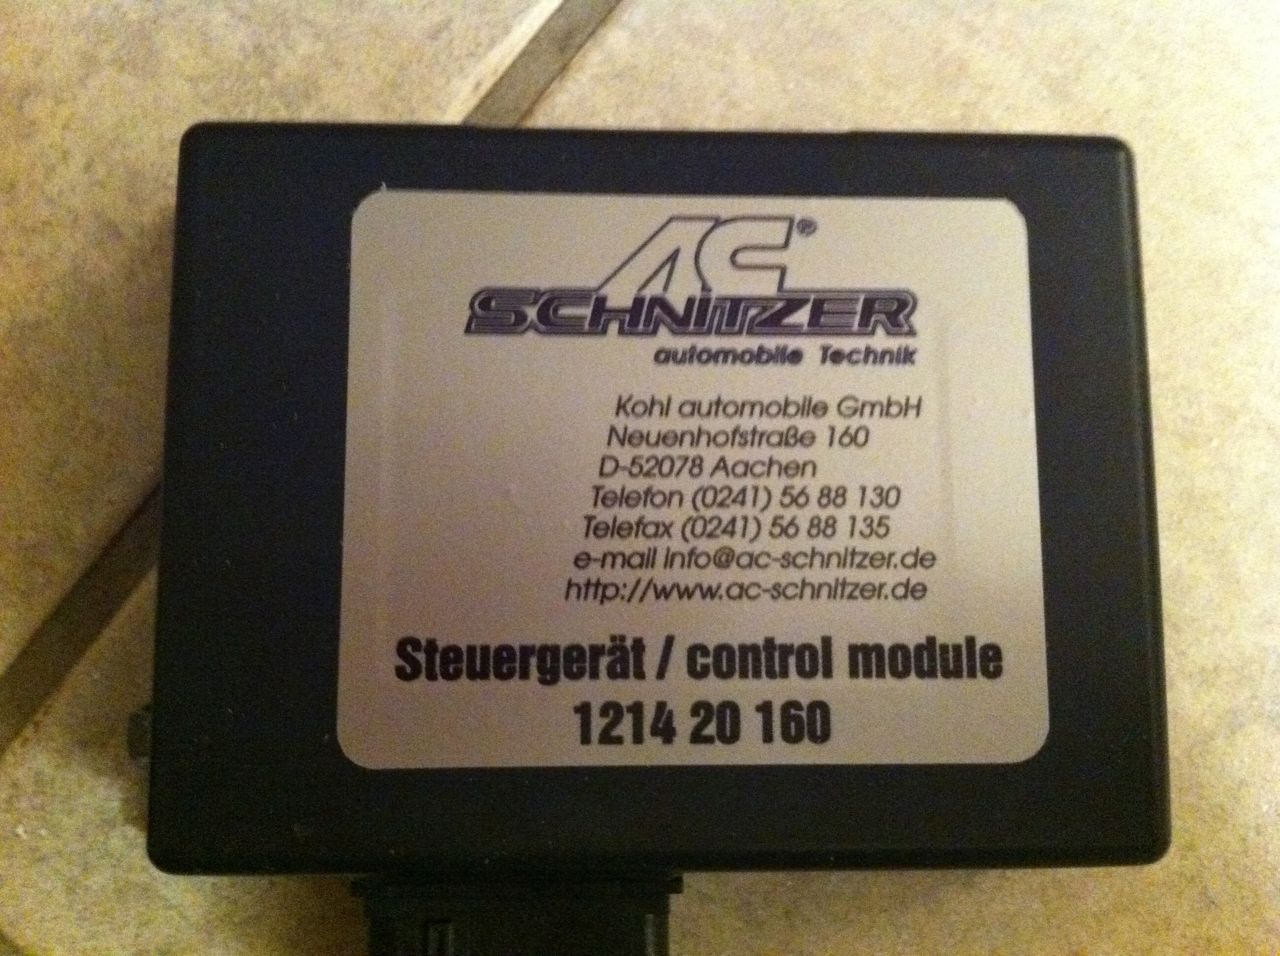 AC®
SCHNITZER
automobile Technik
Kohl automobile GmbH
Neuenhofstraße 160
D-52078 Aachen
Telefon (0241) 56 88 130
Telefax (0241) 56 88 135
e-mail info@ac-schnitzer.de
http://www.ac-schnitzer.de
Steuergerät / control module
1214 20 160